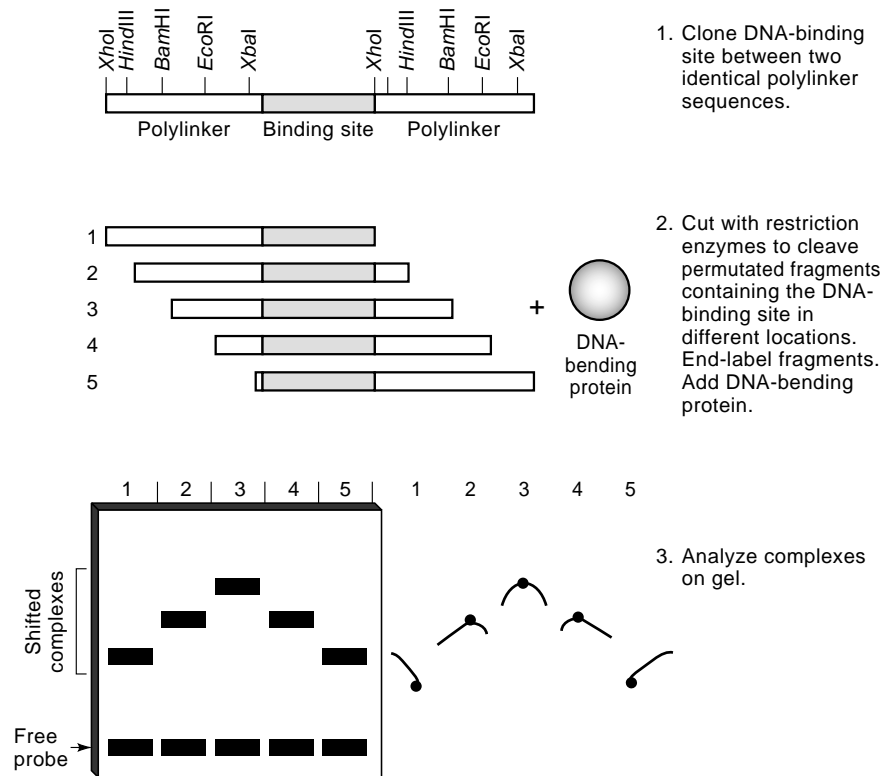 XhoI HindIII BamHI EcoRI XbaI XhoI HindIII BamHI EcoRI XbaI
Polylinker Binding site Polylinker
1. Clone DNA-binding
site between two
identical polylinker
sequences.
1
2
3
4
5
+
DNA-
bending
protein
2. Cut with restriction
enzymes to cleave
permutated fragments
containing the DNA-
binding site in
different locations.
End-label fragments.
Add DNA-bending
protein.
1 2 3 4 5 1 2 3 4 5
Shifted
complexes
Free
probe
3. Analyze complexes
on gel.